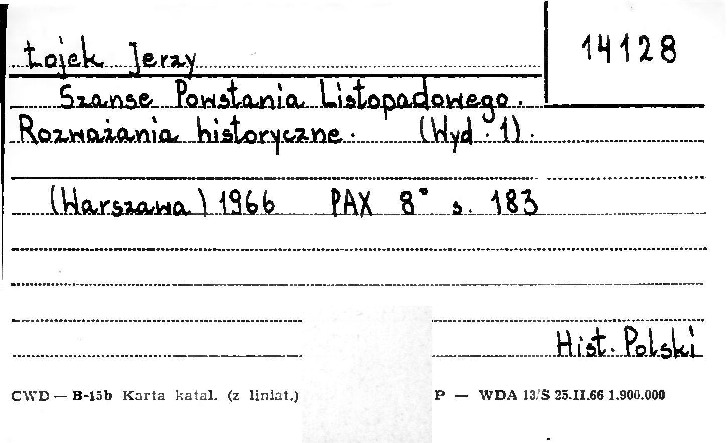 Łojek Jerzy
14128
Szanse Powstania Listopadowego.
Rozważania historyczne. (Wyd. 1).
(Warszawa) 1966 PAX 8° s. 183
Hist. Polski
CWD — B-15b Karta katal. (z liniat.) P — WDA 13/S 25.II.66 1.900.000